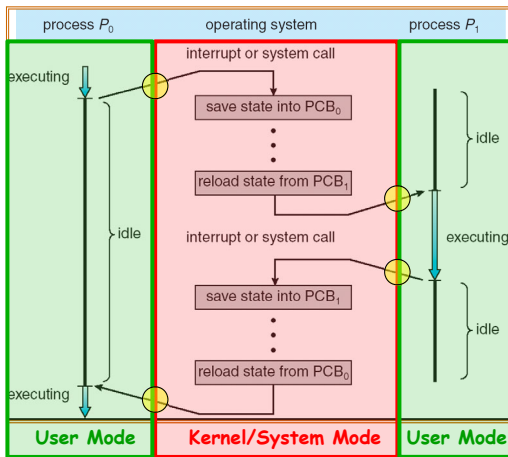 process P0
operating system
process P1
interrupt or system call
executing
save state into PCB0
idle
reload state from PCB1
idle
interrupt or system call
executing
save state into PCB1
idle
reload state from PCB0
executing
User Mode
Kernel/System Mode
User Mode